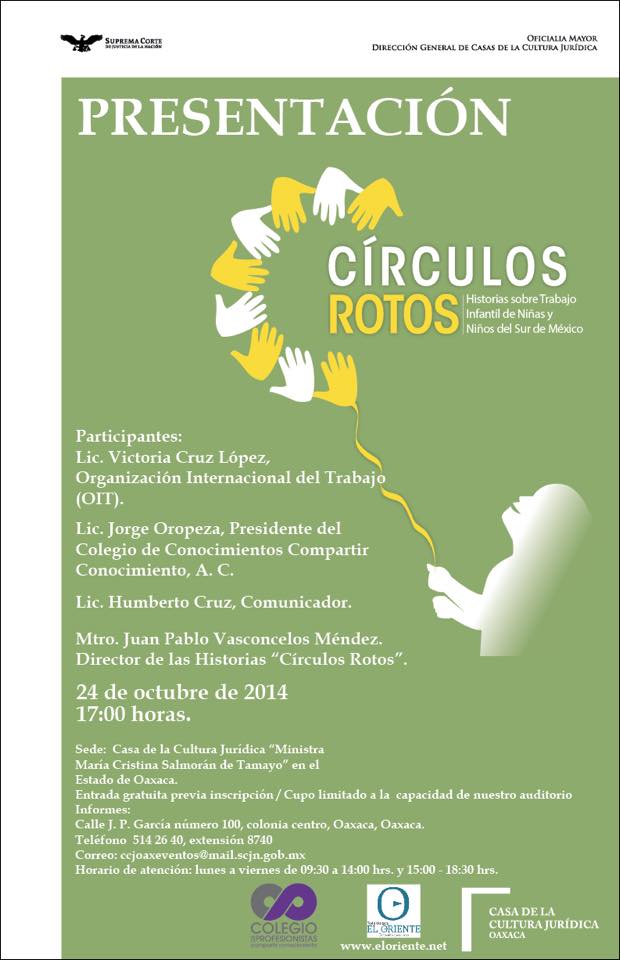 SUPREMA CORTE
DE JUSTICIA DE LA NACIÓN
OFICIALIA MAYOR
DIRECCIÓN GENERAL DE CASAS DE LA CULTURA JURÍDICA
PRESENTACIÓN
CÍRCULOS
ROTOS
Historias sobre Trabajo
Infantil de Niñas y
Niños del Sur de México
Participantes:
Lic. Victoria Cruz López,
Organización Internacional del Trabajo
(OIT).
Lic. Jorge Oropeza, Presidente del
Colegio de Conocimientos Compartir
Conocimiento, A. C.
Lic. Humberto Cruz, Comunicador.
Mtro. Juan Pablo Vasconcelos Méndez.
Director de las Historias “Círculos Rotos”.
24 de octubre de 2014
17:00 horas.
Sede: Casa de la Cultura Jurídica “Ministra
María Cristina Salmorán de Tamayo” en el
Estado de Oaxaca.
Entrada gratuita previa inscripción / Cupo limitado a la capacidad de nuestro auditorio
Informes:
Calle J. P. García número 100, colonia centro, Oaxaca, Oaxaca.
Teléfono 514 26 40, extensión 8740
Correo: ccjoaxeventos@mail.scjn.gob.mx
Horario de atención: lunes a viernes de 09:30 a 14:00 hrs. y 15:00 - 18:30 hrs.
COLEGIO
DE PROFESIONISTAS
compartir conocimiento
EL ORIENTE
www.eloriente.net
CASA DE LA
CULTURA JURÍDICA
OAXACA